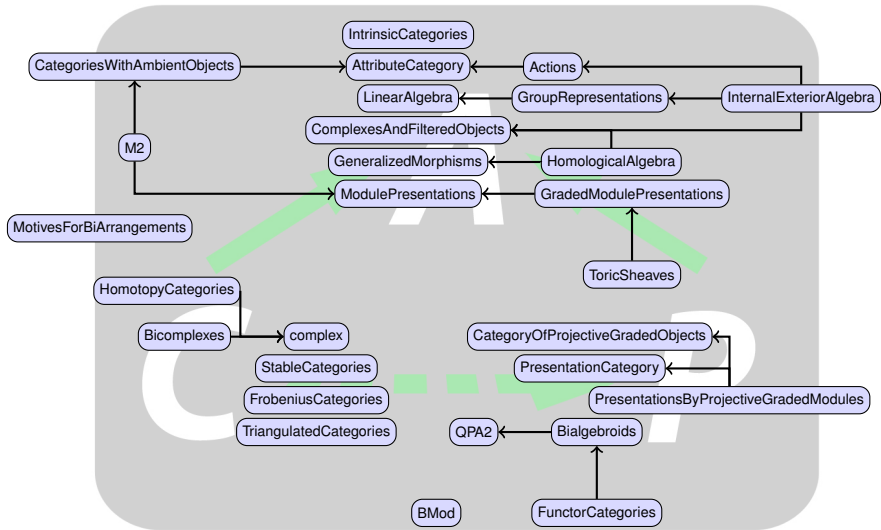 IntrinsicCategories
CategoriesWithAmbientObjects
AttributeCategory
Actions
LinearAlgebra
GroupRepresentations
InternalExteriorAlgebra
ComplexesAndFilteredObjects
M2
GeneralizedMorphisms
HomologicalAlgebra
ModulePresentations
GradedModulePresentations
A
MotivesForBiArrangements
ToricSheaves
HomotopyCategories
Bicomplexes
complex
CategoryOfProjectiveGradedObjects
StableCategories
PresentationCategory
C
P
FrobeniusCategories
PresentationsByProjectiveGradedModules
TriangulatedCategories
QPA2
Bialgebroids
BMod
FunctorCategories